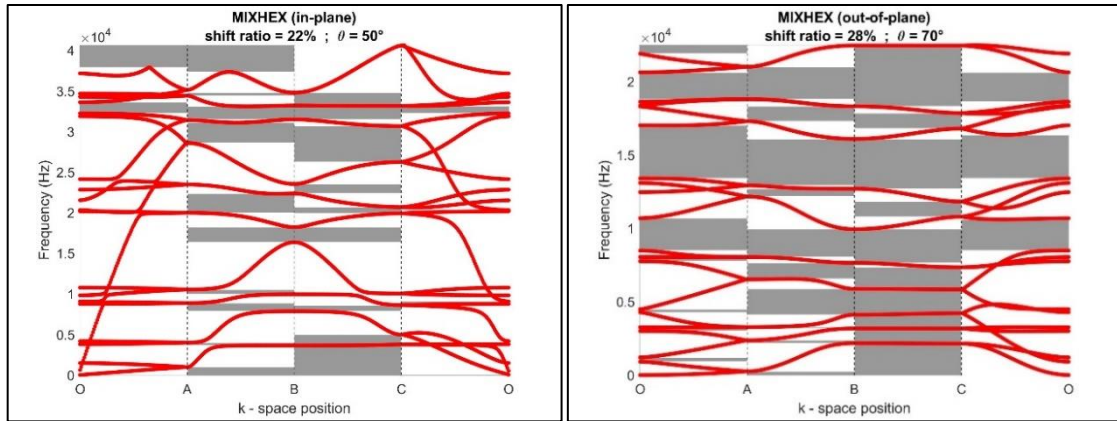 MIXHEX (in-plane)
shift ratio = 22% ; θ = 50°
×10⁴
4
3.5
3
2.5
2
1.5
1
0.5
0
Frequency (Hz)
O A B C O
k - space position
MIXHEX (out-of-plane)
shift ratio = 28% ; θ = 70°
×10⁴
2
1.5
1
0.5
0
Frequency (Hz)
O A B C O
k - space position